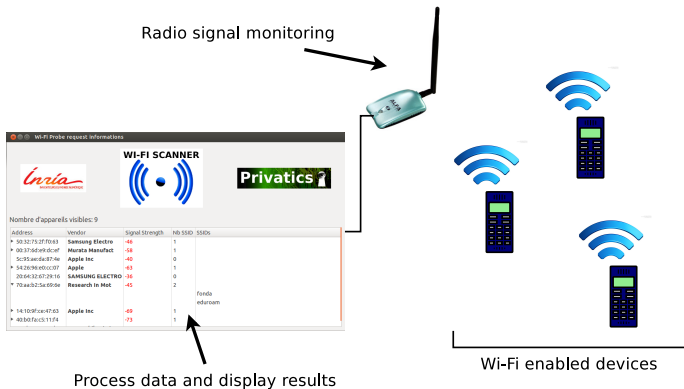 Radio signal monitoring
ALFA
Wi-Fi Probe request informations
WI-FI SCANNER
Inria
Privatics
Nombre d'appareils visibles: 9
Address Vendor Signal Strength Nb SSID SSIDs
50:32:75:2f:f0:63 Samsung Electro -46 1
00:37:6d:e9:dc:ef Murata Manufact -58 1
5c:95:ae:da:87:4e Apple Inc -40 0
54:26:96:e0:cc:07 Apple -63 1
20:64:32:67:29:16 SAMSUNG ELECTRO -36 0
70:aa:b2:5a:69:6e Research In Mot -45 2
fonda
eduroam
14:10:9f:ce:47:63 Apple Inc -69 1
40:b0:fa:c5:11:f4 -73 1
Wi-Fi enabled devices
Process data and display results